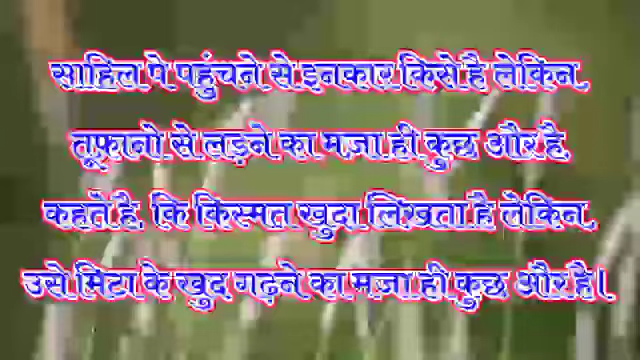 साहिल पे पहुंचने से इनकार किसे है लेकिन,
तूफानो से लड़ने का मज़ा ही कुछ और है,
कहते है, कि किस्मत खुदा लिखता है लेकिन,
उसे मिटा के खुद गढ़ने का मजा ही कुछ और है।